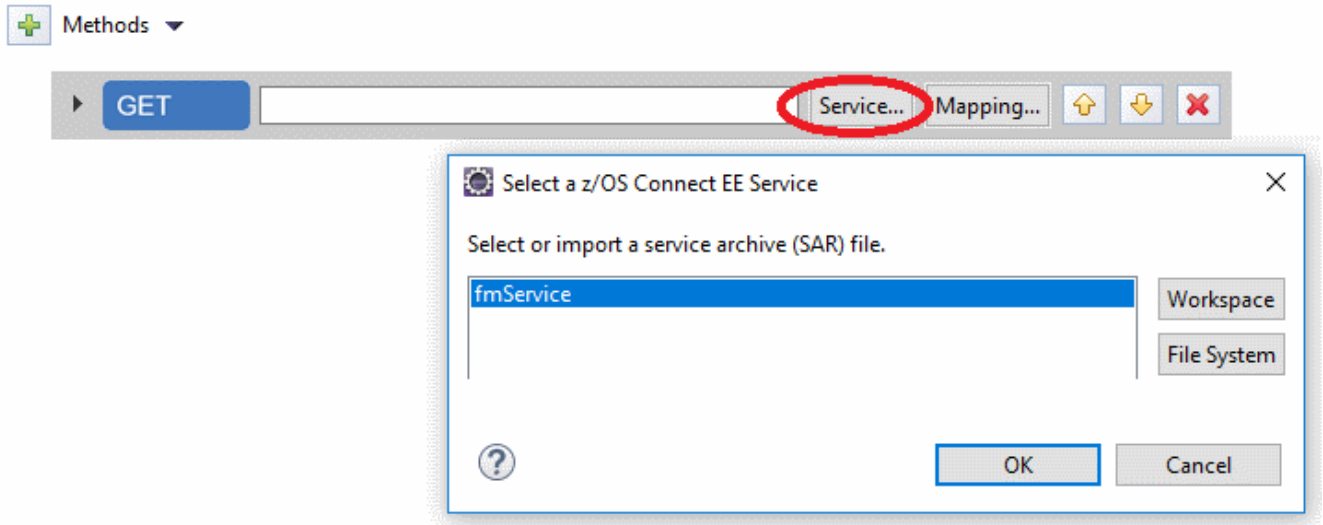 Methods
GET
Service... Mapping...
Select a z/OS Connect EE Service
Select or import a service archive (SAR) file.
fmService
Workspace
File System
?
OK Cancel